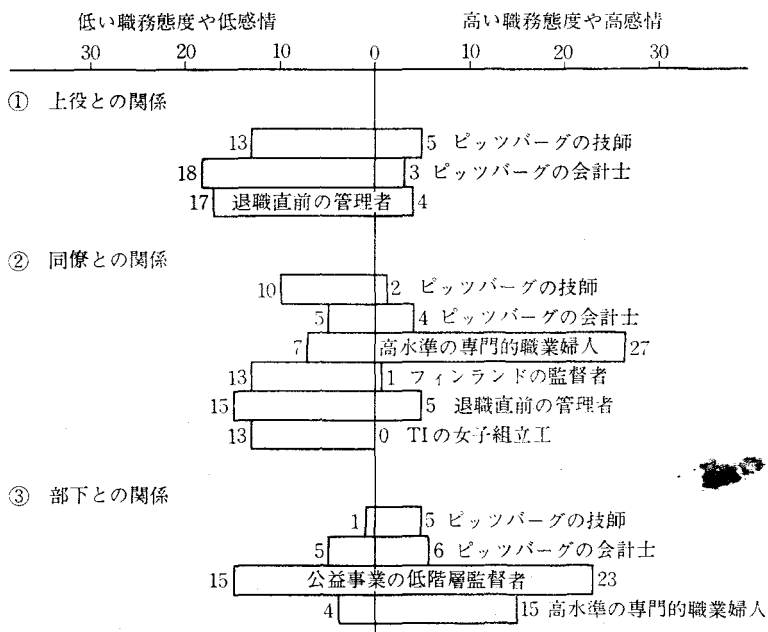 低い職務態度や低感情 高い職務態度や高感情
30 20 10 0 10 20 30
① 上役との関係
13 5 ピッツバーグの技師
18 3 ピッツバーグの会計士
17 退職直前の管理者 4
② 同僚との関係
10 2 ピッツバーグの技師
5 4 ピッツバーグの会計士
7 高水準の専門的職業婦人 27
13 1 フィンランドの監督者
15 5 退職直前の管理者
13 0 TIの女子組立工
③ 部下との関係
1 5 ピッツバーグの技師
5 6 ピッツバーグの会計士
15 公益事業の低階層監督者 23
4 15 高水準の専門的職業婦人